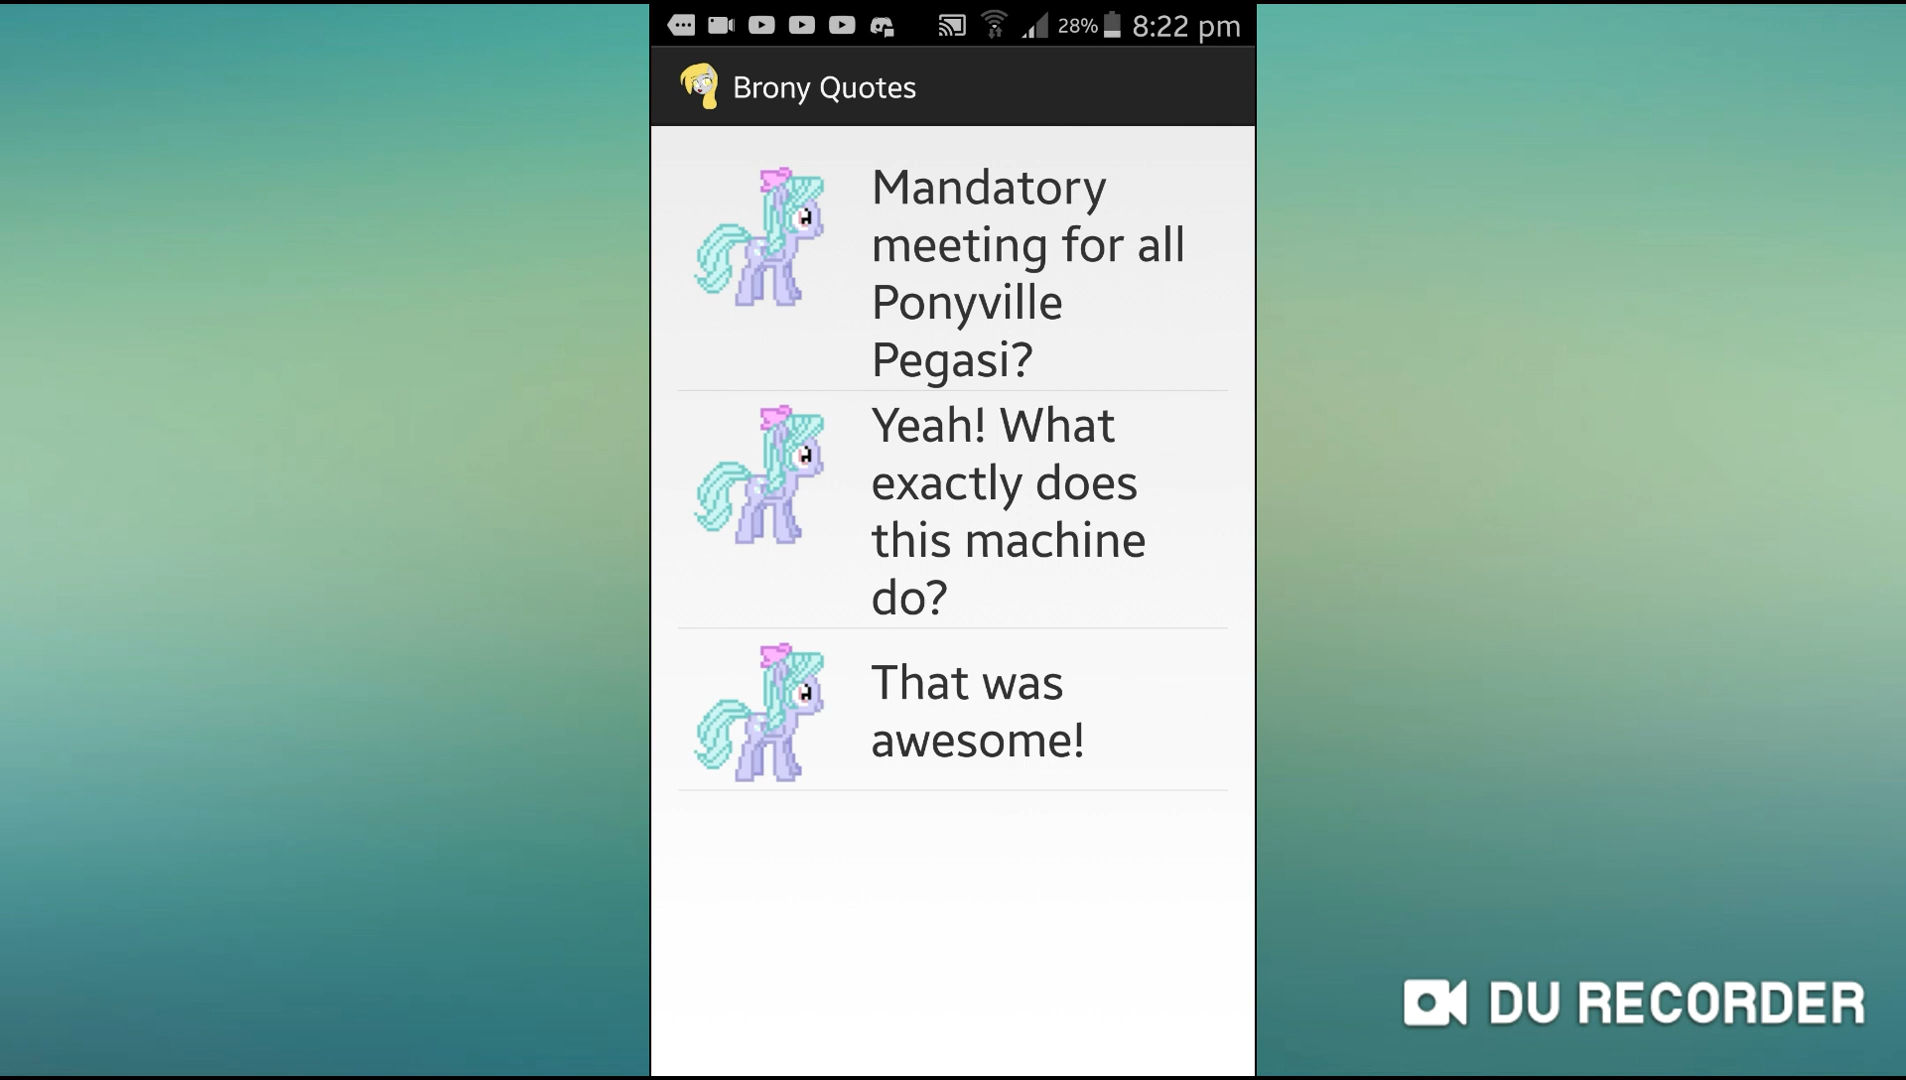 28% 8:22 pm
Brony Quotes
Mandatory
meeting for all
Ponyville
Pegasi?
Yeah! What
exactly does
this machine
do?
That was
awesome!
DU RECORDER